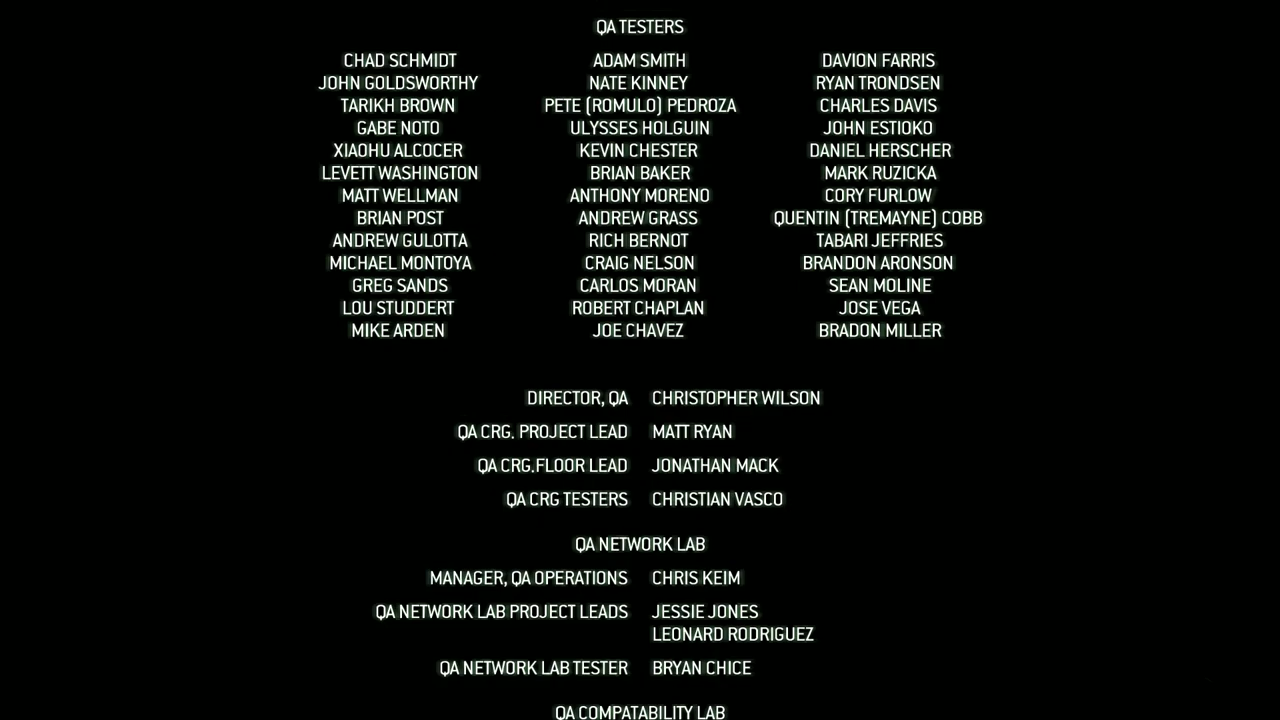 QA TESTERS
CHAD SCHMIDT ADAM SMITH DAVION FARRIS
JOHN GOLDSWORTHY NATE KINNEY RYAN TRONDSEN
TARIKH BROWN PETE (ROMULO) PEDROZA CHARLES DAVIS
GABE NOTO ULYSSES HOLGUIN JOHN ESTIOKO
XIAOHU ALCOCER KEVIN CHESTER DANIEL HERSCHER
LEVETT WASHINGTON BRIAN BAKER MARK RUZICKA
MATT WELLMAN ANTHONY MORENO CORY FURLOW
BRIAN POST ANDREW GRASS QUENTIN (TREMAYNE) COBB
ANDREW GULOTTA RICH BERNOT TABARI JEFFRIES
MICHAEL MONTOYA CRAIG NELSON BRANDON ARONSON
GREG SANDS CARLOS MORAN SEAN MOLINE
LOU STUDDERT ROBERT CHAPLAN JOSE VEGA
MIKE ARDEN JOE CHAVEZ BRADON MILLER
DIRECTOR, QA CHRISTOPHER WILSON
QA CRG. PROJECT LEAD MATT RYAN
QA CRG.FLOOR LEAD JONATHAN MACK
QA CRG TESTERS CHRISTIAN VASCO
QA NETWORK LAB
MANAGER, QA OPERATIONS CHRIS KEIM
QA NETWORK LAB PROJECT LEADS JESSIE JONES
LEONARD RODRIGUEZ
QA NETWORK LAB TESTER BRYAN CHICE
QA COMPATABILITY LAB